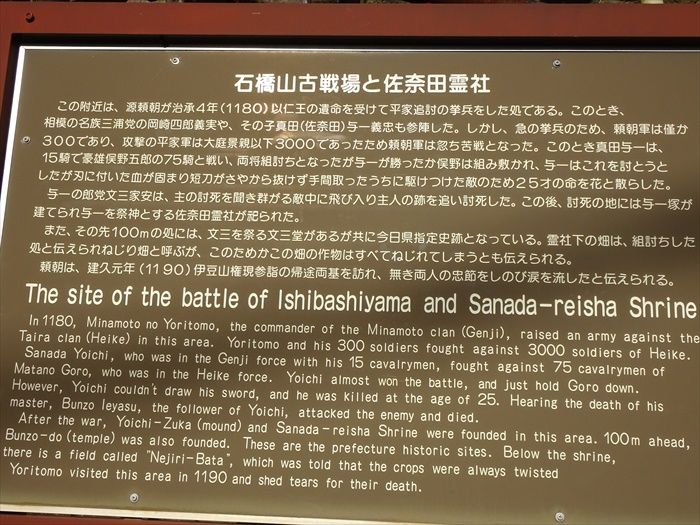 石橋山古戦場と佐奈田霊社
この附近は、源頼朝が治承4年(1180)以仁王の遺命を受けて平家追討の挙兵をした処である。このとき、
相模の名族三浦党の岡崎四郎義実や、その子真田(佐奈田)与一義忠も参陣した。しかし、急の挙兵のため、頼朝軍は僅か
300であり、攻撃の平家軍は大庭景親以下3000であったため頼朝軍は忽ち苦戦となった。このとき真田与一は、
15騎で豪雄俣野五郎の75騎と戦い、両将組討ちとなったが与一が勝ったか俣野は組み敷かれ、与一はこれを討とうと
したが刃に付いた血が固まり短刀がさやから抜けず手間取ったうちに駆けつけた敵のため25才の命を花と散らした。
与一の郎党文三家安は、主の討死を聞き群がる敵中に飛び入り主人の跡を追い討死した。この後、討死の地には与一塚が
建てられ与一を祭神とする佐奈田霊社が祀られた。
また、その先100mの処には、文三を祭る文三堂があるが共に今日県指定史跡となっている。霊社下の畑は、組討ちした
処と伝えられねじり畑と呼ぶが、このためかこの畑の作物はすべてねじれてしまうとも伝えられる。
頼朝は、建久元年(1190)伊豆山権現参詣の帰途両基を訪れ、無き両人の忠節をしのび涙を流したと伝えられる。
The site of the battle of Ishibashiyama and Sanada-reisha Shrine
In 1180, Minamoto no Yoritomo, the commander of the Minamoto clan (Genji), raised an army against the
Taira clan (Heike) in this area. Yoritomo and his 300 soldiers fought against 3000 soldiers of Heike.
Sanada Yoichi, who was in the Genji force with his 15 cavalrymen, fought against 75 cavalrymen of
Matano Goro, who was in the Heike force. Yoichi almost won the battle, and just hold Goro down.
However, Yoichi couldn't draw his sword, and he was killed at the age of 25. Hearing the death of his
master, Bunzo Ieyasu, the follower of Yoichi, attacked the enemy and died.
After the war, Yoichi-Zuka (mound) and Sanada-reisha Shrine were founded in this area. 100m ahead,
Bunzo-do (temple) was also founded. These are the prefecture historic sites. Below the shrine,
there is a field called "Nejiri-Bata", which was told that the crops were always twisted
Yoritomo visited this area in 1190 and shed tears for their death.